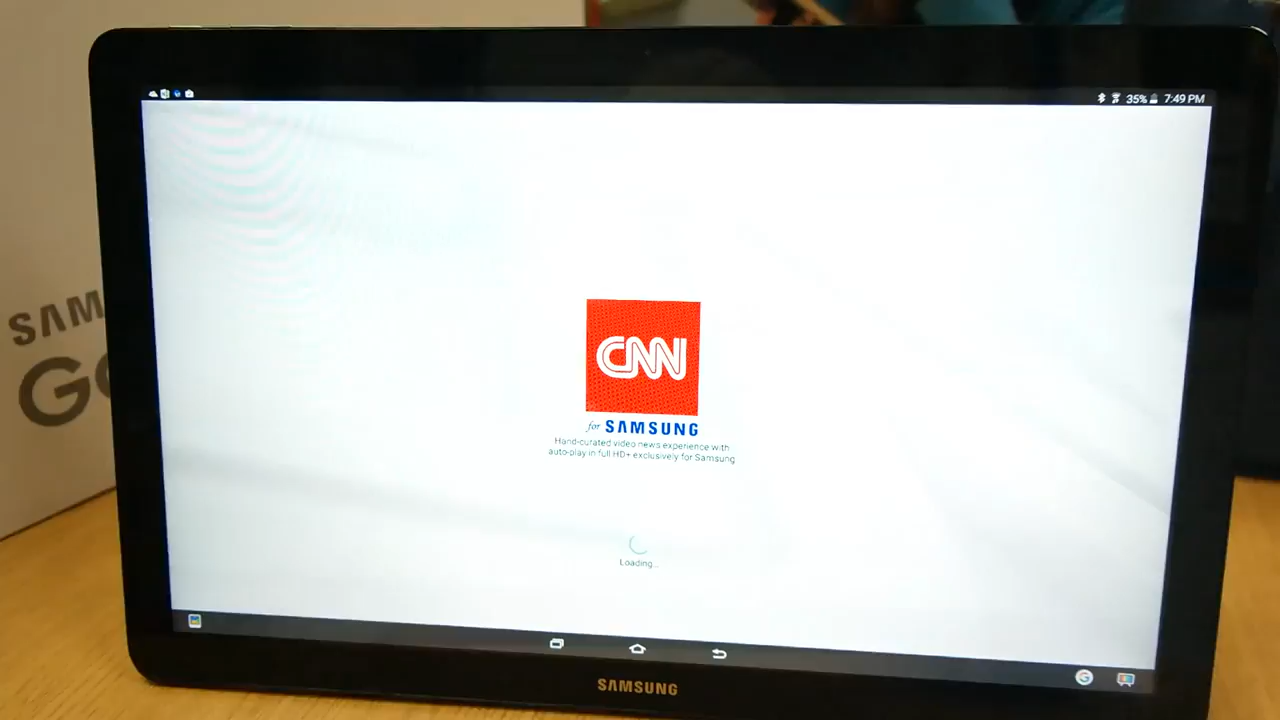 35% 7:49 PM
SAM
G
CNN
for SAMSUNG
Hand-curated video news experience with
auto-play in full HD+ exclusively for Samsung
Loading...
SAMSUNG